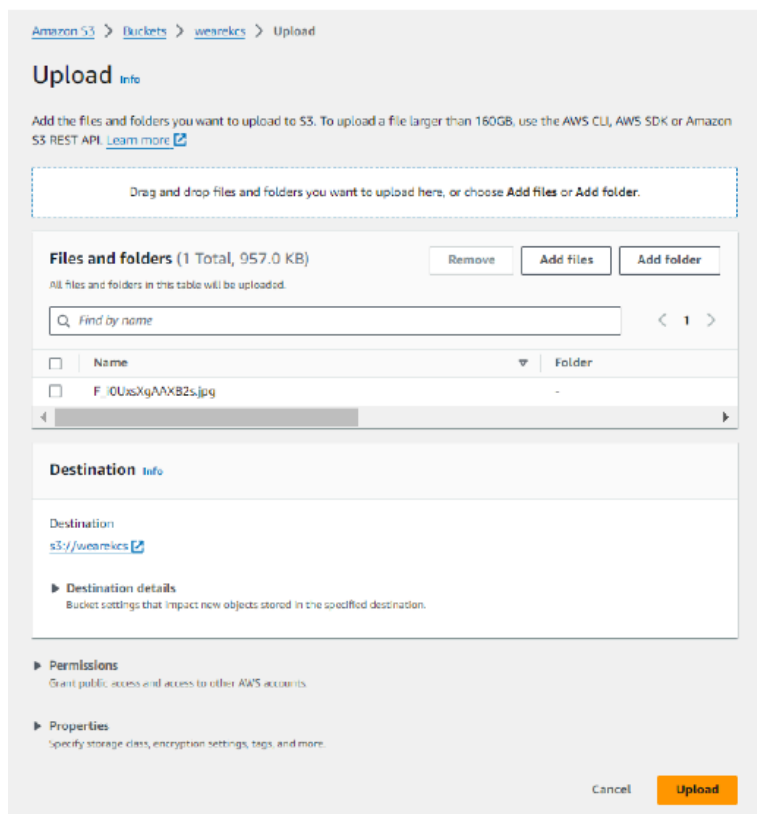 Amazon S3 > Buckets > wearekcs > Upload
Upload Info
Add the files and folders you want to upload to S3. To upload a file larger than 160GB, use the AWS CLI, AWS SDK or Amazon
S3 REST API. Learn more
Drag and drop files and folders you want to upload here, or choose Add files or Add folder.
Files and folders (1 Total, 957.0 KB)
Remove
Add files
Add folder
All files and folders in this table will be uploaded.
Find by name
< 1 >
Name
Folder
F_i0UxsXgAAXB2s.jpg
-
Destination Info
Destination
s3://wearekcs
Destination details
Bucket settings that impact new objects stored in the specified destination.
Permissions
Grant public access and access to other AWS accounts.
Properties
Specify storage class, encryption settings, tags, and more.
Cancel
Upload